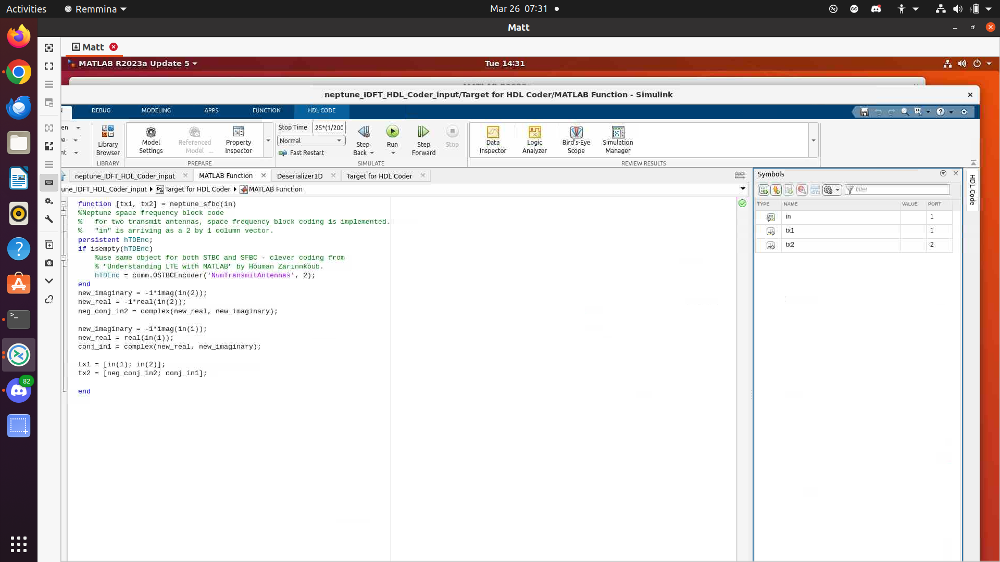 Activities
Remmina
Mar 26 07:31
Matt
Matt
MATLAB R2023a Update 5
Tue 14:31
neptune_IDFT_HDL_Coder_input/Target for HDL Coder/MATLAB Function - Simulink
DEBUG
MODELING
APPS
FUNCTION
HDL CODE
en
ve
nt
Library Browser
LIBRARY
Model Settings
Referenced Model ...
Property Inspector
PREPARE
Stop Time 25*(1/200
Normal
Fast Restart
Step Back
Run
Step Forward
Stop
SIMULATE
Data Inspector
Logic Analyzer
Bird's-Eye Scope
Simulation Manager
REVIEW RESULTS
neptune_IDFT_HDL_Coder_input
MATLAB Function
Deserializer1D
Target for HDL Coder
une_IDFT_HDL_Coder_input
Target for HDL Coder
MATLAB Function
function [tx1, tx2] = neptune_sfbc(in)
%Neptune space frequency block code
%   for two transmit antennas, space frequency block coding is implemented.
%   "in" is arriving as a 2 by 1 column vector.
persistent hTDEnc;
if isempty(hTDEnc)
    %use same object for both STBC and SFBC - clever coding from
    % "Understanding LTE with MATLAB" by Houman Zarinnkoub.
    hTDEnc = comm.OSTBCEncoder('NumTransmitAntennas', 2);
end
new_imaginary = -1*imag(in(2));
new_real = -1*real(in(2));
neg_conj_in2 = complex(new_real, new_imaginary);
new_imaginary = -1*imag(in(1));
new_real = real(in(1));
conj_in1 = complex(new_real, new_imaginary);
tx1 = [in(1); in(2)];
tx2 = [neg_conj_in2; conj_in1];
end
Symbols
filter
TYPE NAME VALUE PORT
in 1
tx1 1
tx2 2
HDL Code
82